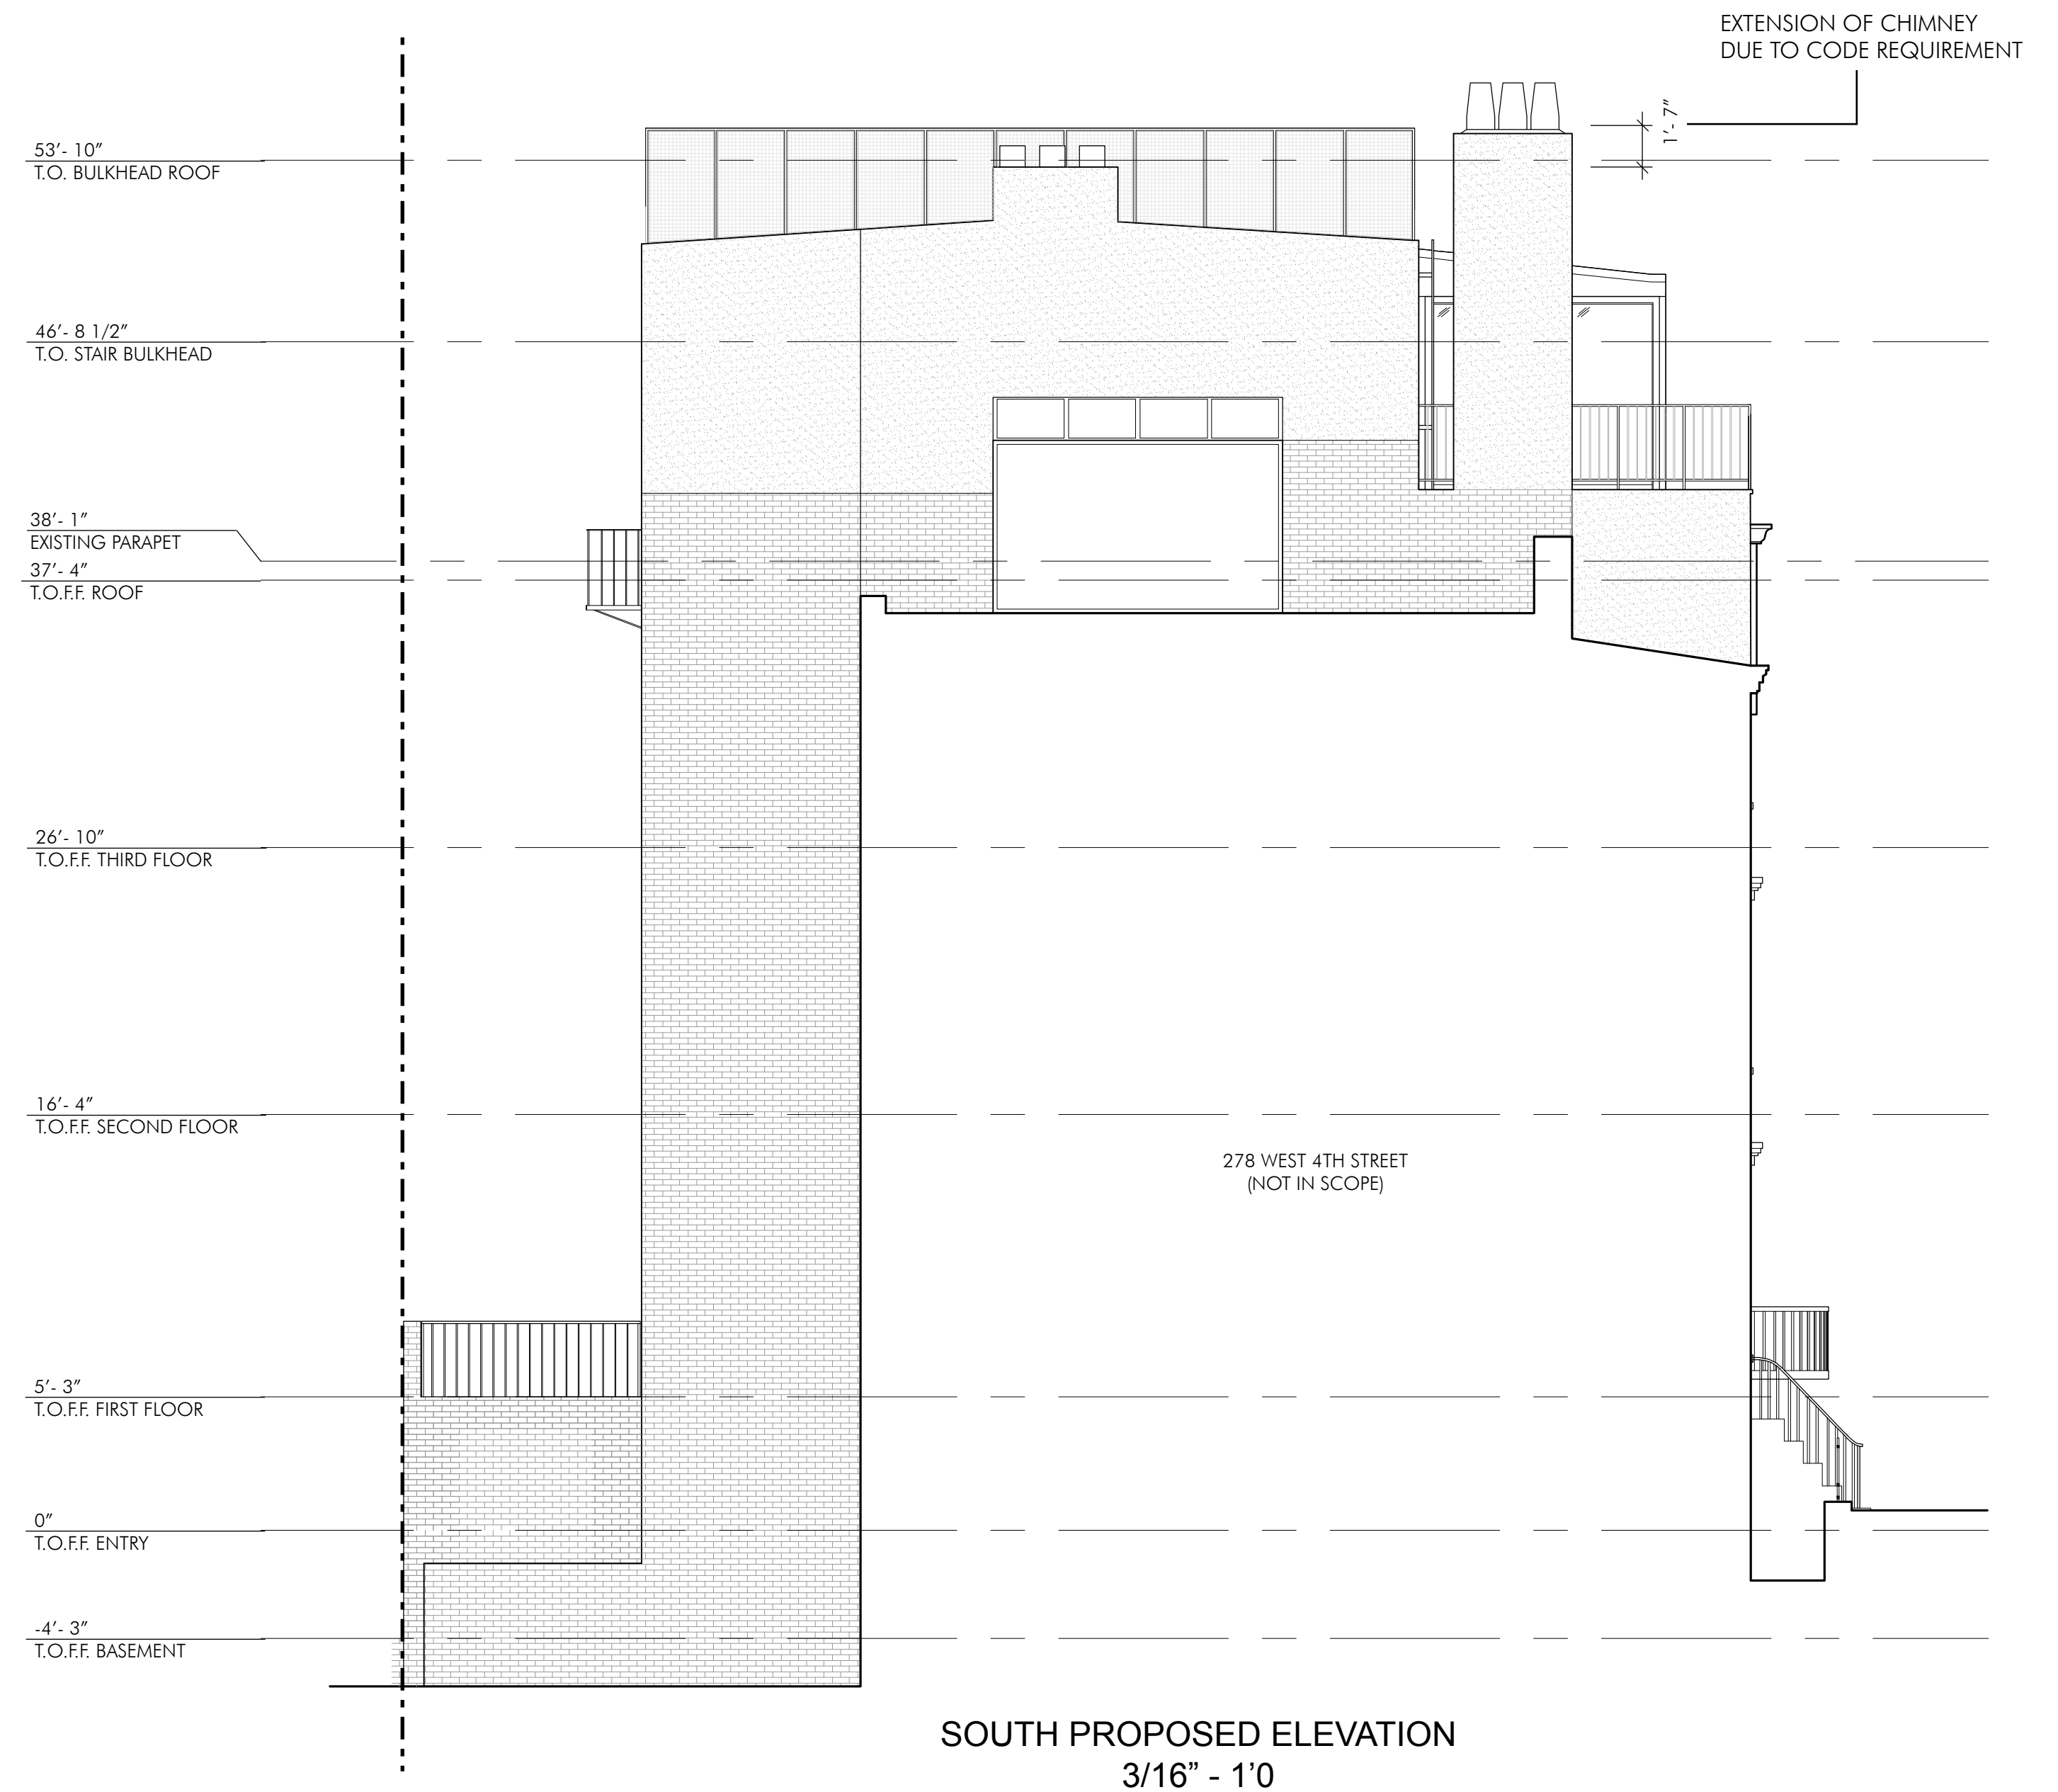 EXTENSION OF CHIMNEY
DUE TO CODE REQUIREMENT
1'- 7"
53'- 10"
T.O. BULKHEAD ROOF
46'- 8 1/2"
T.O. STAIR BULKHEAD
38'- 1"
EXISTING PARAPET
37'- 4"
T.O.F.F. ROOF
26'- 10"
T.O.F.F. THIRD FLOOR
16'- 4"
T.O.F.F. SECOND FLOOR
278 WEST 4TH STREET
(NOT IN SCOPE)
5'- 3"
T.O.F.F. FIRST FLOOR
0"
T.O.F.F. ENTRY
-4'- 3"
T.O.F.F. BASEMENT
SOUTH PROPOSED ELEVATION
3/16” - 1’0